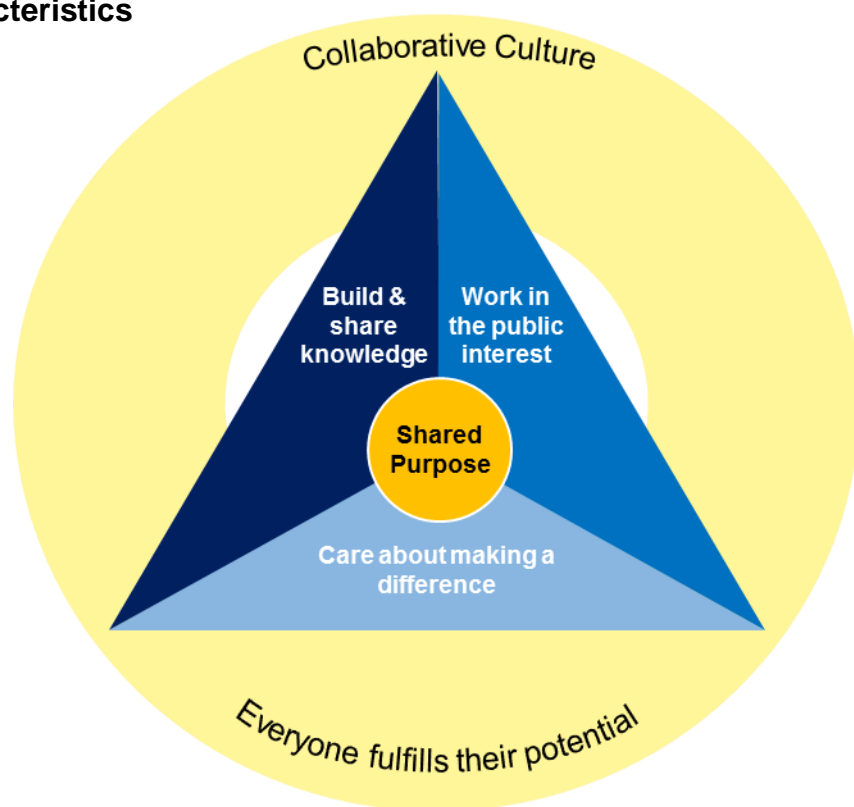 cteristics
Collaborative Culture
Build &
share
knowledge
Work in
the public
interest
Shared
Purpose
Care about making a
difference
Everyone fulfills their potential